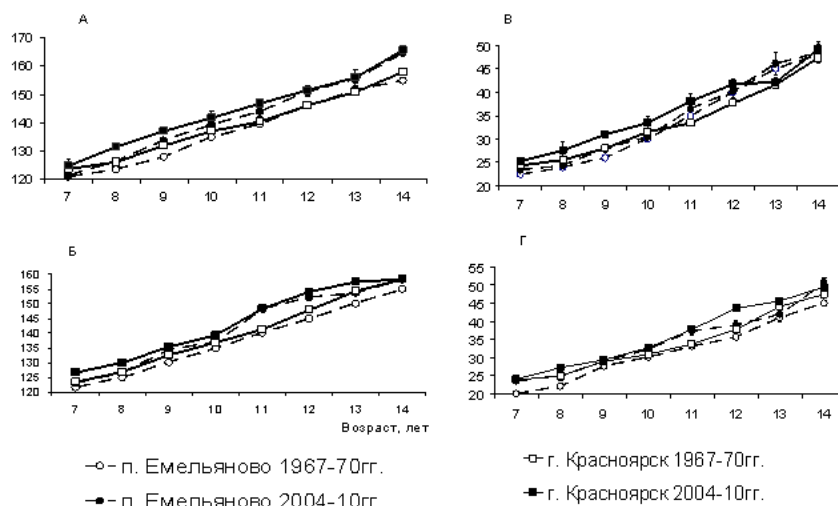 А
170
160
150
140
130
120
7 8 9 10 11 12 13 14
В
50
45
40
35
30
25
20
7 8 9 10 11 12 13 14
Б
160
155
150
145
140
135
130
125
120
7 8 9 10 11 12 13 14
Возраст, лет
Г
55
50
45
40
35
30
25
20
7 8 9 10 11 12 13 14
п. Емельяново 1967-70гг.
п. Емельяново 2004-10гг.
г. Красноярск 1967-70гг.
г. Красноярск 2004-10гг.